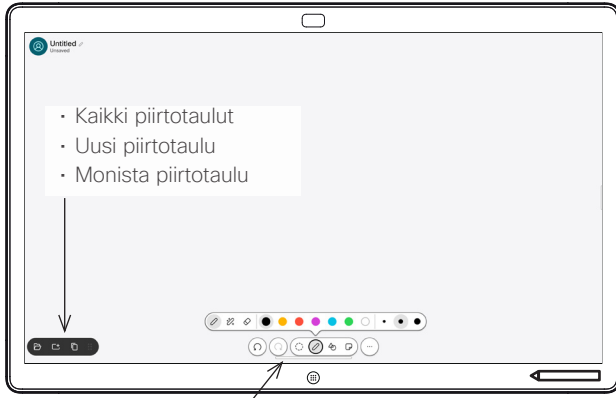 Untitled
Unsaved
· Kaikki piirtotaulut
· Uusi piirtotaulu
· Monista piirtotaulu